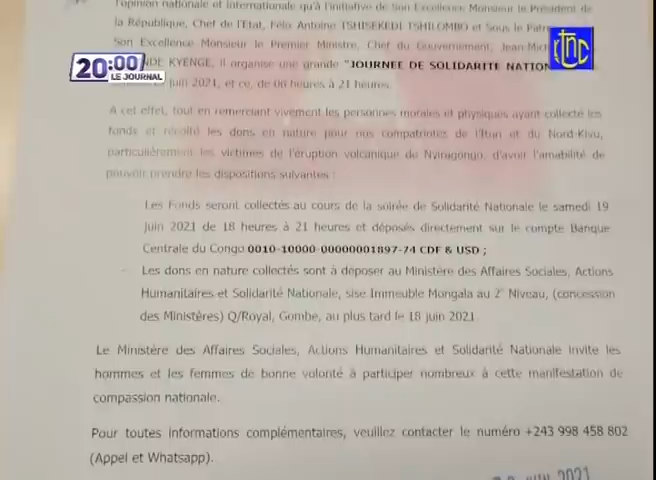 l'opinion nationale et internationale qu'à l'initiative de Son Excellence Monsieur le Président de
la République, Chef de l'Etat, Félix Antoine TSHISEKEDI TSHILOMBO et Sous le
Son Excellence Monsieur le Premier Ministre, Chef du Gouvernement,
KYENGE, il organise une grande "JOURNEE DE SOLIDARITE
juin 2021, et ce, de 06 heures à 21 heures.
20:00
LE JOURNAL
rtnc
A cet effet, tout en remerciant vivement les personnes morales et physiques ayant collecté les
fonds et récolté les dons en nature pour nos compatriotes de l'Ituri et du Nord-Kivu,
particulièrement les victimes de l'éruption volcanique de Nyiragongo, d'avoir l'amabilité de
pouvoir prendre les dispositions suivantes :
Les Fonds seront collectés au cours de la soirée de Solidarité Nationale le samedi 19
juin 2021 de 18 heures à 21 heures et déposés directement sur le compte Banque
Centrale du Congo 0010-10000-00000001897-74 CDF & USD ;
- Les dons en nature collectés sont à déposer au Ministère des Affaires Sociales, Actions
Humanitaires et Solidarité Nationale, sise Immeuble Mongala au 2° Niveau, (concession
des Ministères) Q/Royal, Gombe, au plus tard le 18 juin 2021
Le Ministère des Affaires Sociales, Actions Humanitaires et Solidarité Nationale invite les
hommes et les femmes de bonne volonté à participer nombreux à cette manifestation de
compassion nationale.
Pour toutes informations complémentaires, veuillez contacter le numéro +243 998 458 802
(Appel et Whatsapp).
2021